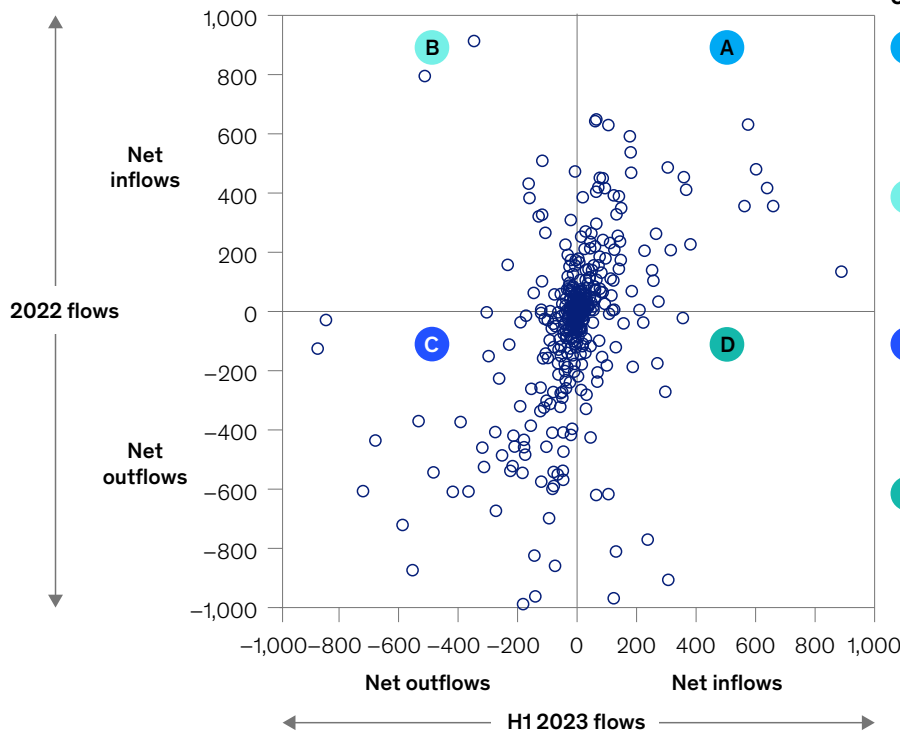 1,000
B
A
800
600
Net
inflows
400
200
2022 flows
0
C
D
−200
−400
Net
outflows
−600
−800
−1,000
−1,000 −800 −600 −400 −200 0 200 400 600 800 1,000
Net outflows
Net inflows
H1 2023 flows